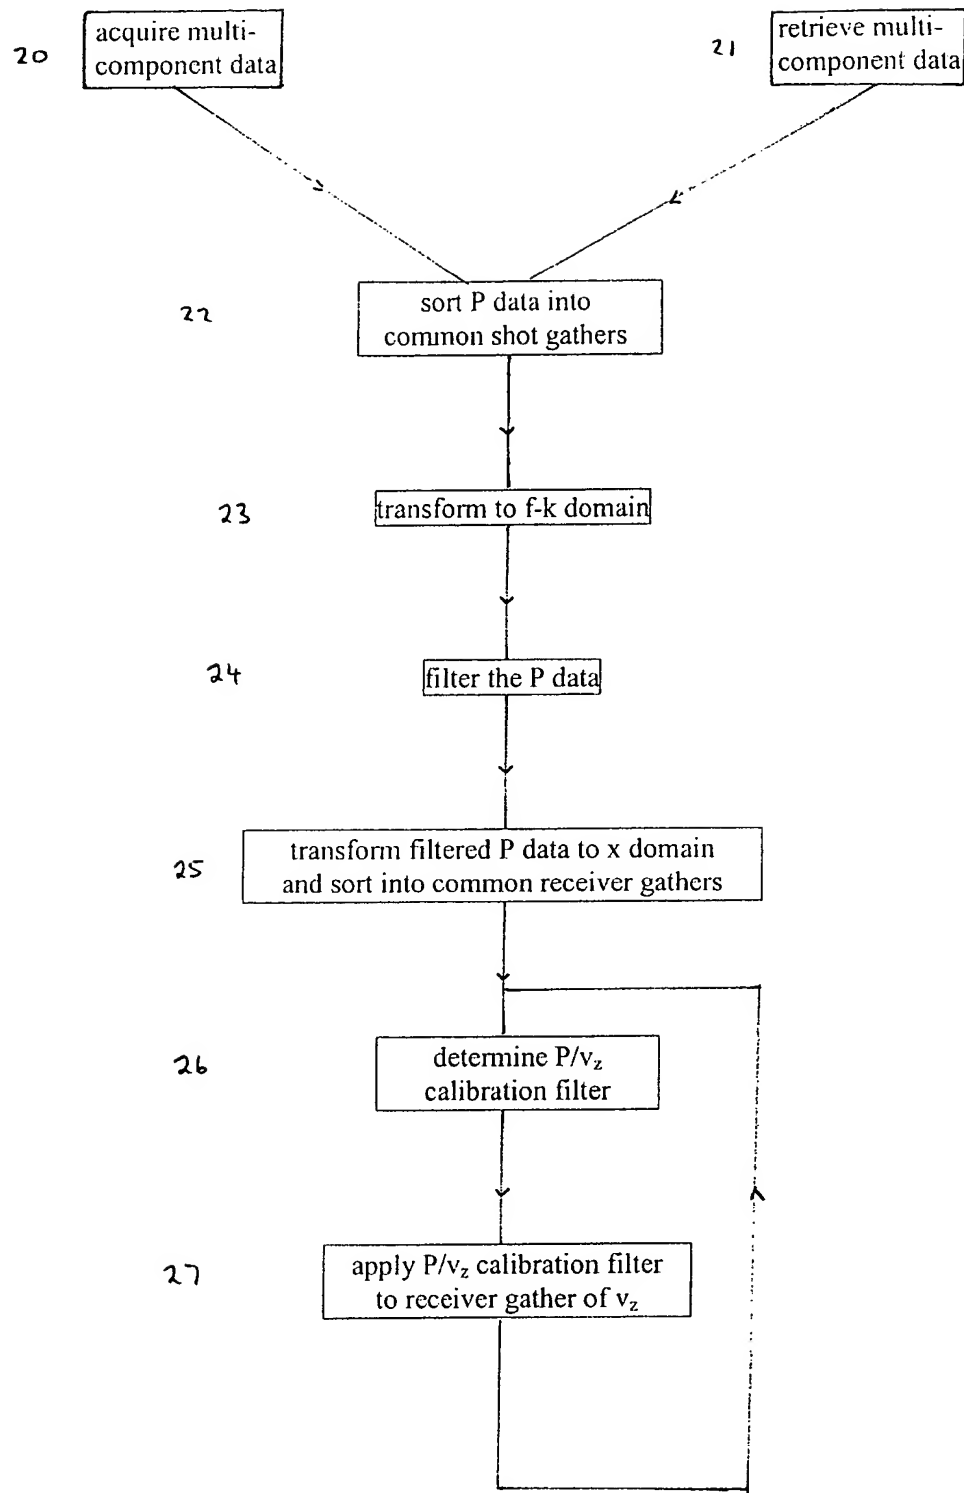 20
acquire multi-
component data
21
retrieve multi-
component data
22
sort P data into
common shot gathers
23
transform to f-k domain
24
filter the P data
25
transform filtered P data to x domain
and sort into common receiver gathers
26
determine P/vz
calibration filter
27
apply P/vz calibration filter
to receiver gather of vz